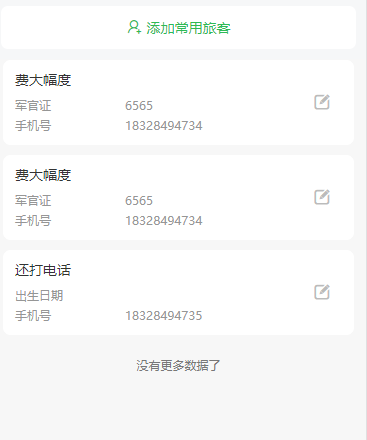 添加常用旅客
费大幅度
军官证 6565
手机号 18328494734
费大幅度
军官证 6565
手机号 18328494734
还打电话
出生日期
手机号 18328494735
没有更多数据了